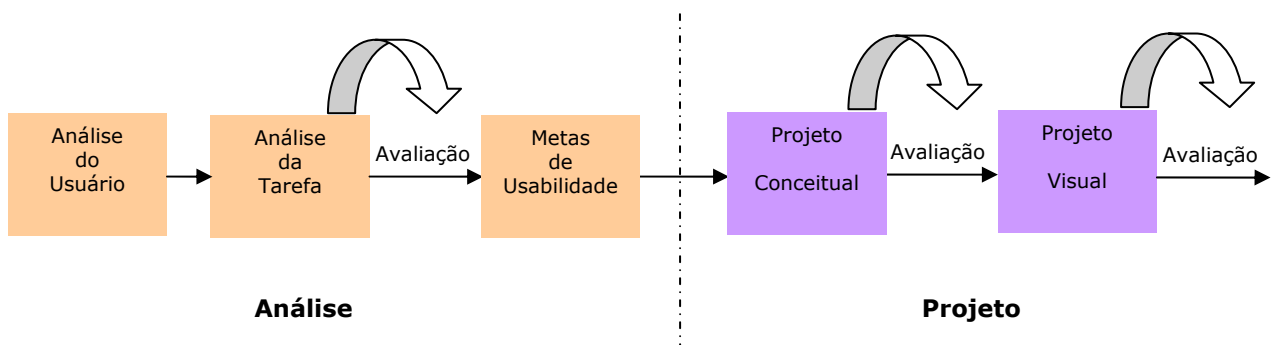 Análise
do
Usuário
Análise
da
Tarefa
Avaliação
Metas
de
Usabilidade
Projeto
Conceitual
Avaliação
Projeto
Visual
Avaliação
Análise
Projeto